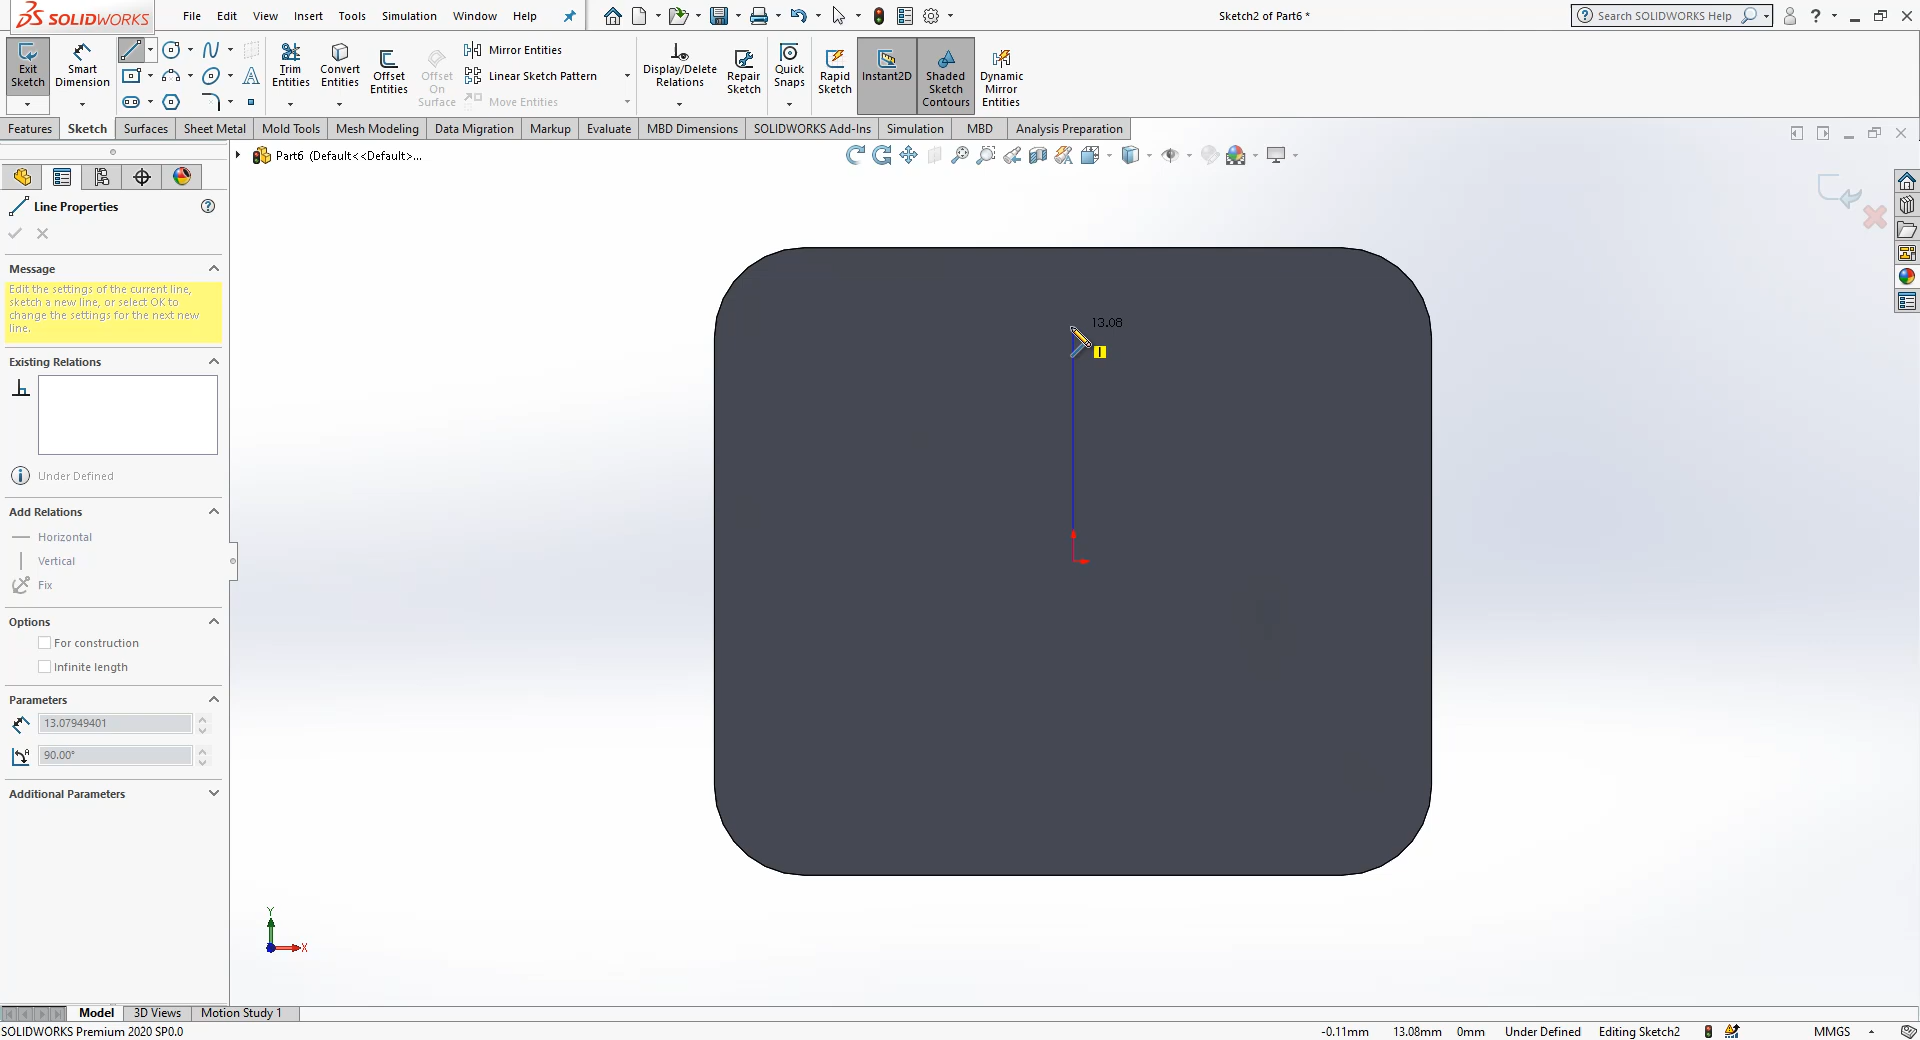 SOLIDWORKS File Edit View Insert Tools Simulation Window Help Sketch2 of Part6 * Search SOLIDWORKS Help ?
Exit Sketch
Smart Dimension
Trim Entities
Convert Entities
Offset Entities
Offset On Surface
Mirror Entities
Linear Sketch Pattern
Move Entities
Display/Delete Relations
Repair Sketch
Quick Snaps
Rapid Sketch
Instant2D
Shaded Sketch Contours
Dynamic Mirror Entities
Features Sketch Surfaces Sheet Metal Mold Tools Mesh Modeling Data Migration Markup Evaluate MBD Dimensions SOLIDWORKS Add-Ins Simulation MBD Analysis Preparation
Part6 (Default<<Default>...
Line Properties
Message
Edit the settings of the current line,
sketch a new line, or select OK to
change the settings for the next new
line.
Existing Relations
Under Defined
Add Relations
Horizontal
Vertical
Fix
Options
For construction
Infinite length
Parameters
13.07949401
90.00°
Additional Parameters
13.08
Y
X
Model 3D Views Motion Study 1
SOLIDWORKS Premium 2020 SP0.0 -0.11mm 13.08mm 0mm Under Defined Editing Sketch2 MMGS